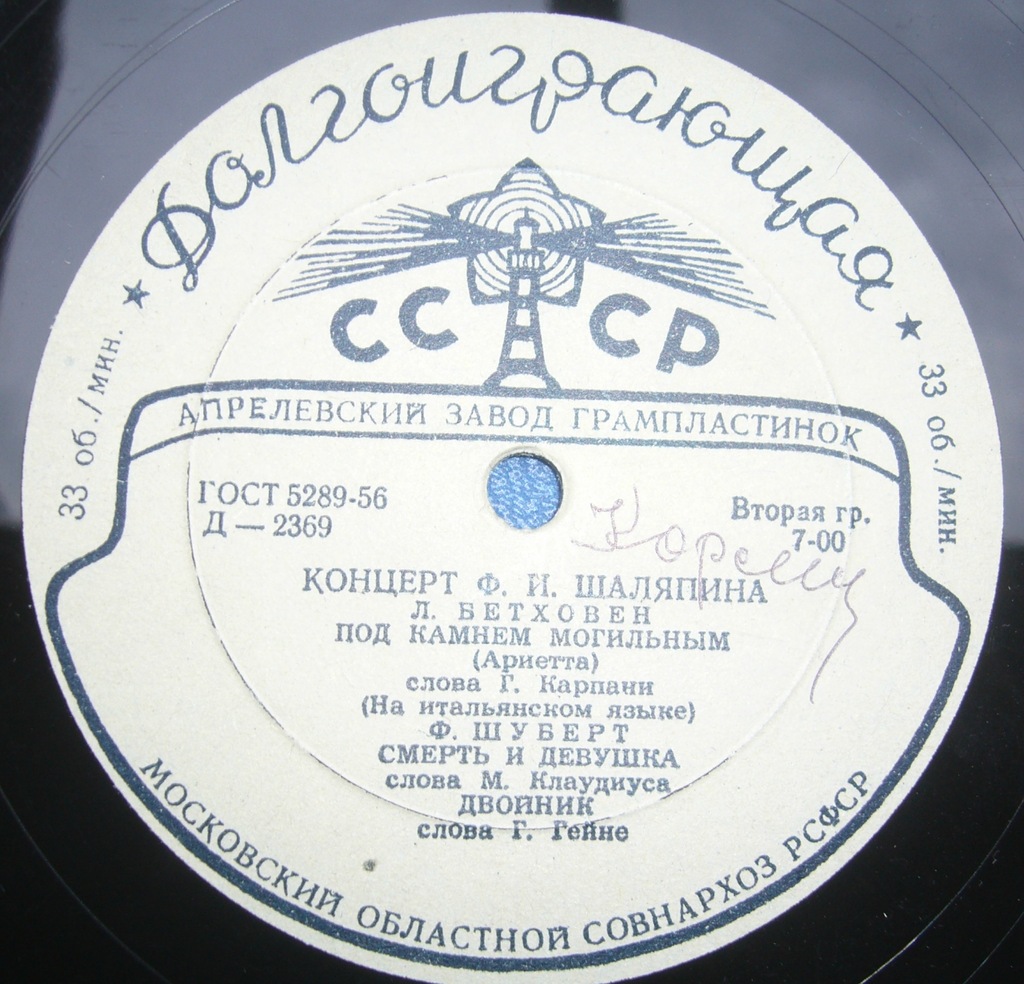 Долгоиграющая
СССР
33 об./мин.
33 об./мин.
АПРЕЛЕВСКИЙ ЗАВОД ГРАМПЛАСТИНОК
ГОСТ 5289-56
Д — 2369
Вторая гр.
7-00
КОНЦЕРТ Ф. И. ШАЛЯПИНА
Л. БЕТХОВЕН
ПОД КАМНЕМ МОГИЛЬНЫМ
(Ариетта)
слова Г. Карпани
(На итальянском языке)
Ф. ШУБЕРТ
СМЕРТЬ И ДЕВУШКА
слова М. Клаудиуса
ДВОЙНИК
слова Г. Гейне
МОСКОВСКИЙ ОБЛАСТНОЙ СОВНАРХОЗ РСФСР